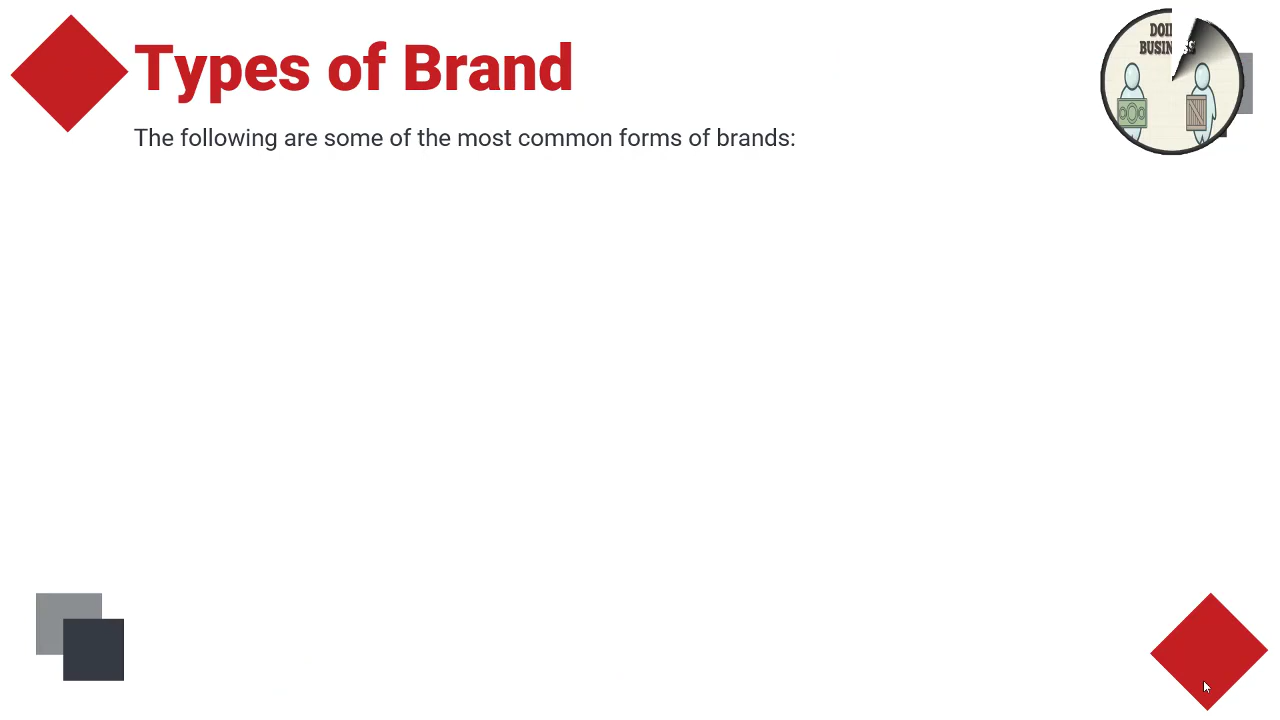 Types of Brand
The following are some of the most common forms of brands: